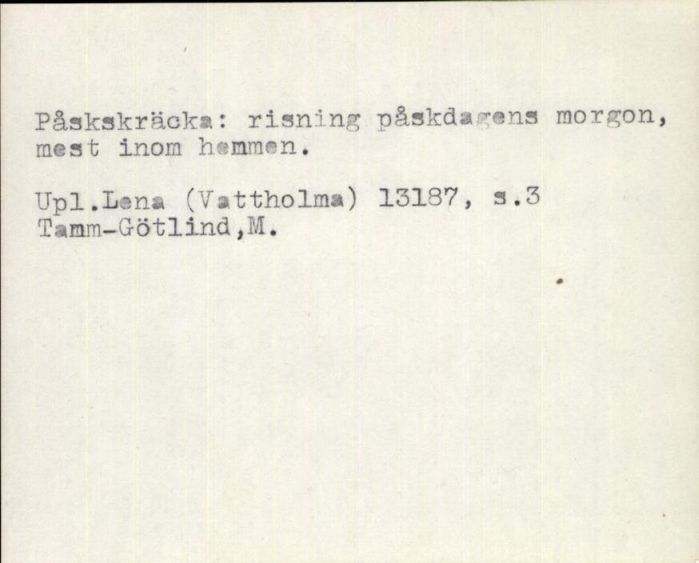 Påskskräcka: risning påskdagens morgon,
mest inom hemmen.
Upl.Lena (Vattholma) 13187, s.3
Tamm-Götlind,M.